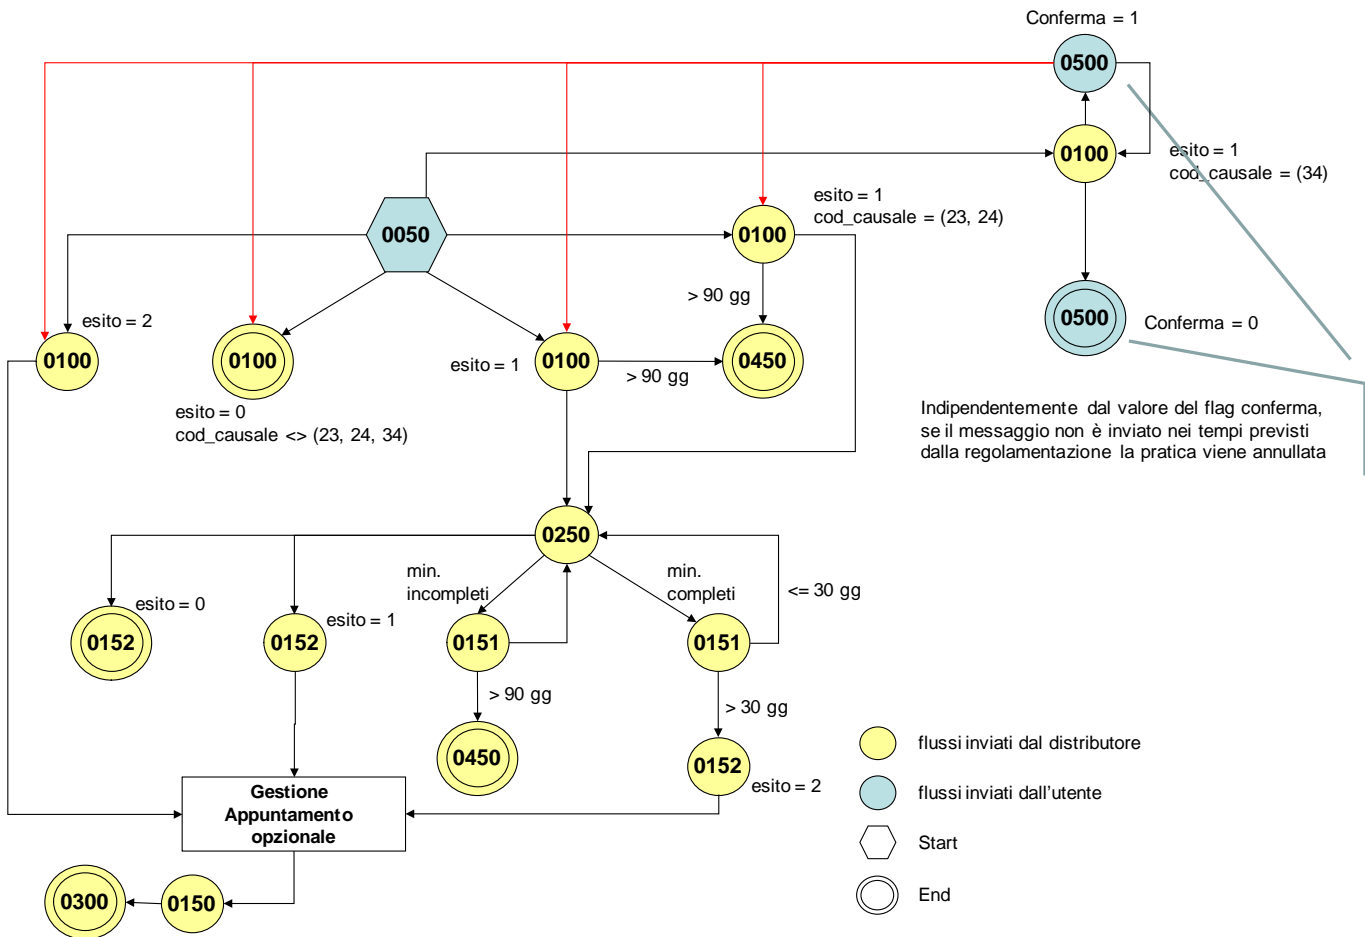 Conferma = 1
0500
0100
esito = 1
cod_causale = (34)
esito = 1
cod_causale = (23, 24)
0050
0100
> 90 gg
esito = 2
0500
Conferma = 0
0100
0100
esito = 1
0100
> 90 gg
0450
esito = 0
cod_causale <> (23, 24, 34)
Indipendentemente dal valore del flag conferma,
se il messaggio non è inviato nei tempi previsti
dalla regolamentazione la pratica viene annullata
0250
min.
incompleti
min.
completi
<= 30 gg
esito = 0
esito = 1
0152
0152
0151
0151
> 90 gg
> 30 gg
0450
0152
esito = 2
flussi inviati dal distributore
flussi inviati dall'utente
Start
End
Gestione
Appuntamento
opzionale
0300
0150